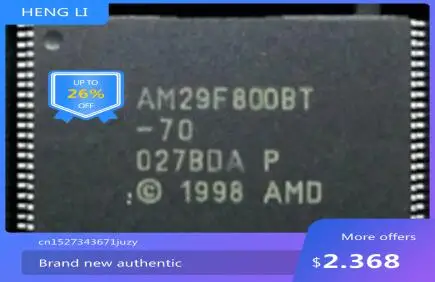 HENG LI
UP TO
26%
OFF
AM29F800BT
-70
027BDA P
© 1998 AMD
cn1527343671juzy
More offers
Brand new authentic
$2.368